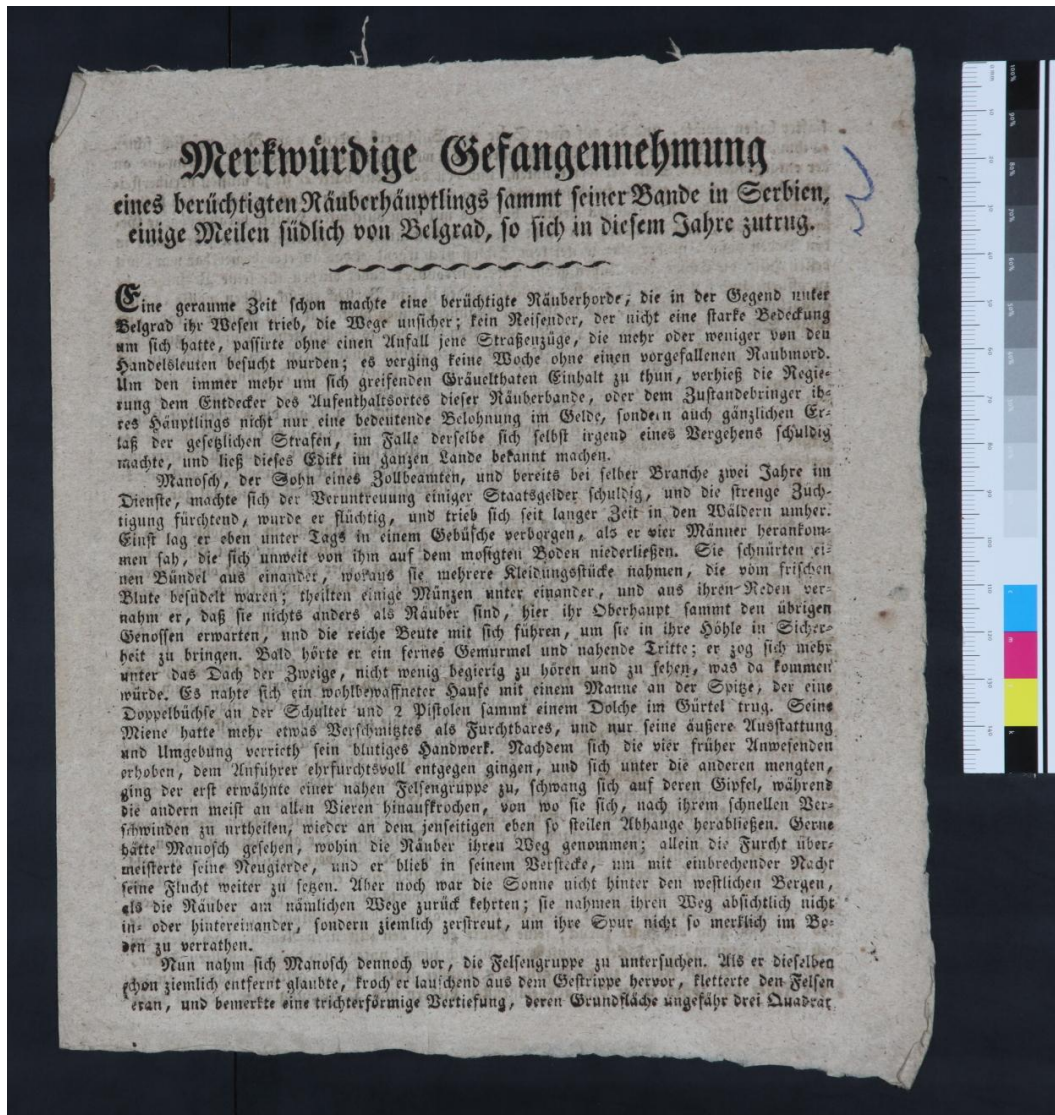 Merkwürdige Gefangennehmung
eines berüchtigten Räuberhäuptlings sammt seiner Bande in Serbien,
einige Meilen südlich von Belgrad, so sich in diesem Jahre zutrug.
Eine geraume Zeit schon machte eine berüchtigte Räuberhorde, die in der Gegend unter
Belgrad ihr Wesen trieb, die Wege unsicher; kein Reisender, der nicht eine starke Bedeckung
um sich hatte, passirte ohne einen Anfall jene Straßenzüge, die mehr oder weniger von den
Handelsleuten besucht wurden; es verging keine Woche ohne einen vorgefallenen Raubmord.
Um den immer mehr um sich greifenden Gräuelthaten Einhalt zu thun, verhieß die Regie-
rung dem Entdecker des Aufenthaltsortes dieser Räuberbande, oder dem Zustandebringer ih-
res Häuptlings nicht nur eine bedeutende Belohnung im Gelde, sondern auch gänzlichen Er-
laß der gesetzlichen Strafen, im Falle derselbe sich selbst irgend eines Vergehens schuldig
machte, und ließ dieses Edikt im ganzen Lande bekannt machen.
Manosch, der Sohn eines Zollbeamten, und bereits bei selber Branche zwei Jahre im
Dienste, machte sich der Veruntreuung einiger Staatsgelder schuldig, und die strenge Züch-
tigung fürchtend, wurde er flüchtig, und trieb sich seit langer Zeit in den Wäldern umher.
Einst lag er eben unter Tags in einem Gebüsche verborgen, als er vier Männer herankom-
men sah, die sich unweit von ihm auf dem mosigten Boden niederließen. Sie schnürten ei-
nen Bündel aus einander, woraus sie mehrere Kleidungsstücke nahmen, die vom frischen
Blute besudelt waren; theilten einige Münzen unter einander, und aus ihren Reden ver-
nahm er, daß sie nichts anders als Räuber sind, hier ihr Oberhaupt sammt den übrigen
Genossen erwarten, und die reiche Beute mit sich führen, um sie in ihre Höhle in Sicher-
heit zu bringen. Bald hörte er ein fernes Gemurmel und nahende Tritte; er zog sich mehr
unter das Dach der Zweige, nicht wenig begierig zu hören und zu sehen, was da kommen
würde. Es nahte sich ein wohlbewaffneter Haufe mit einem Manne an der Spitze, der eine
Doppelbüchse an der Schulter und 2 Pistolen sammt einem Dolche im Gürtel trug. Seine
Miene hatte mehr etwas Verschmitztes als Furchtbares, und nur seine äußere Ausstattung
und Umgebung verrieth sein blutiges Handwerk. Nachdem sich die vier früher Anwesenden
erhoben, dem Anführer ehrfurchtsvoll entgegen gingen, und sich unter die anderen mengten,
ging der erst erwähnte einer nahen Felsengruppe zu, schwang sich auf deren Gipfel, während
die andern meist an allen Vieren hinaufkrochen, von wo sie sich, nach ihrem schnellen Ver-
schwinden zu urtheilen, wieder an dem jenseitigen eben so steilen Abhange herabließen. Gerne
hätte Manosch gesehen, wohin die Räuber ihren Weg genommen; allein die Furcht über-
meisterte seine Neugierde, und er blieb in seinem Verstecke, um mit einbrechender Nacht
seine Flucht weiter zu setzen. Aber noch war die Sonne nicht hinter den westlichen Bergen,
als die Räuber am nämlichen Wege zurück kehrten; sie nahmen ihren Weg absichtlich nicht
in- oder hintereinander, sondern ziemlich zerstreut, um ihre Spur nicht so merklich im Bo-
den zu verrathen.
Nun nahm sich Manosch dennoch vor, die Felsengruppe zu untersuchen. Als er dieselben
schon ziemlich entfernt glaubte, kroch er lauschend aus dem Gestrippe hervor, kletterte den Felsen
eran, und bemerkte eine trichterförmige Vertiefung, deren Grundfläche ungefähr drei Quadrat